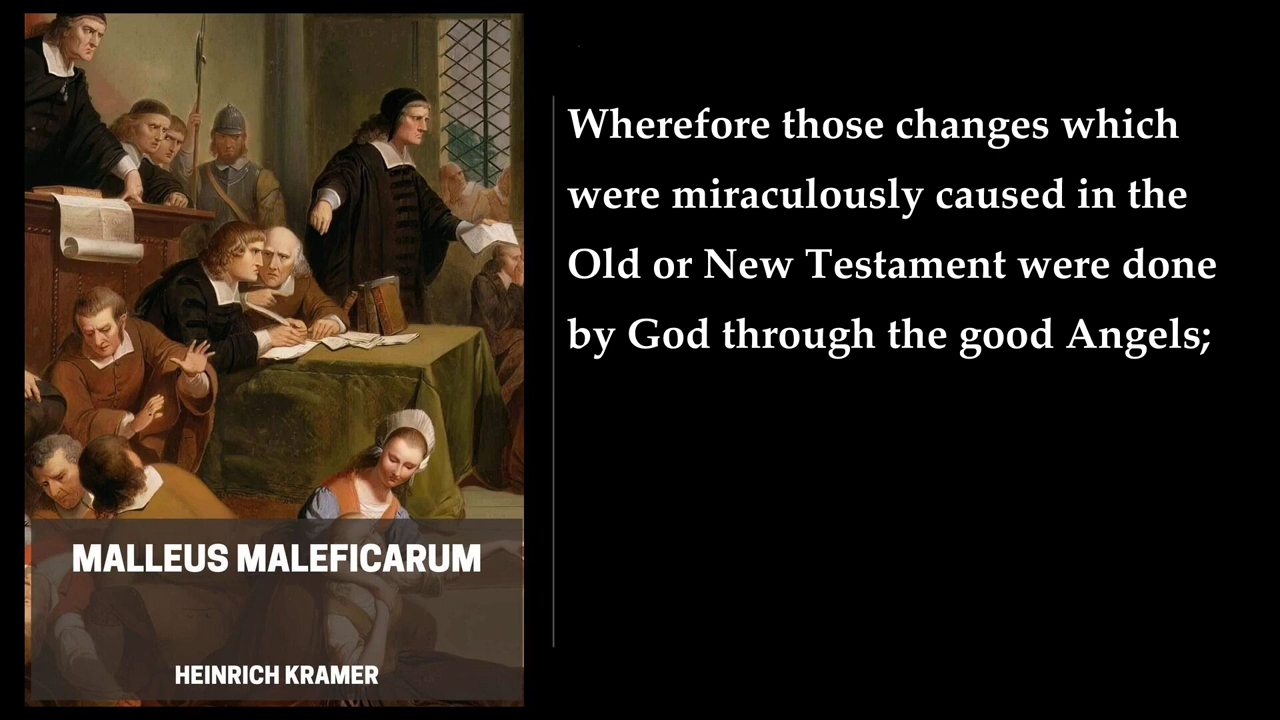 MALLEUS MALEFICARUM
HEINRICH KRAMER
Wherefore those changes which
were miraculously caused in the
Old or New Testament were done
by God through the good Angels;